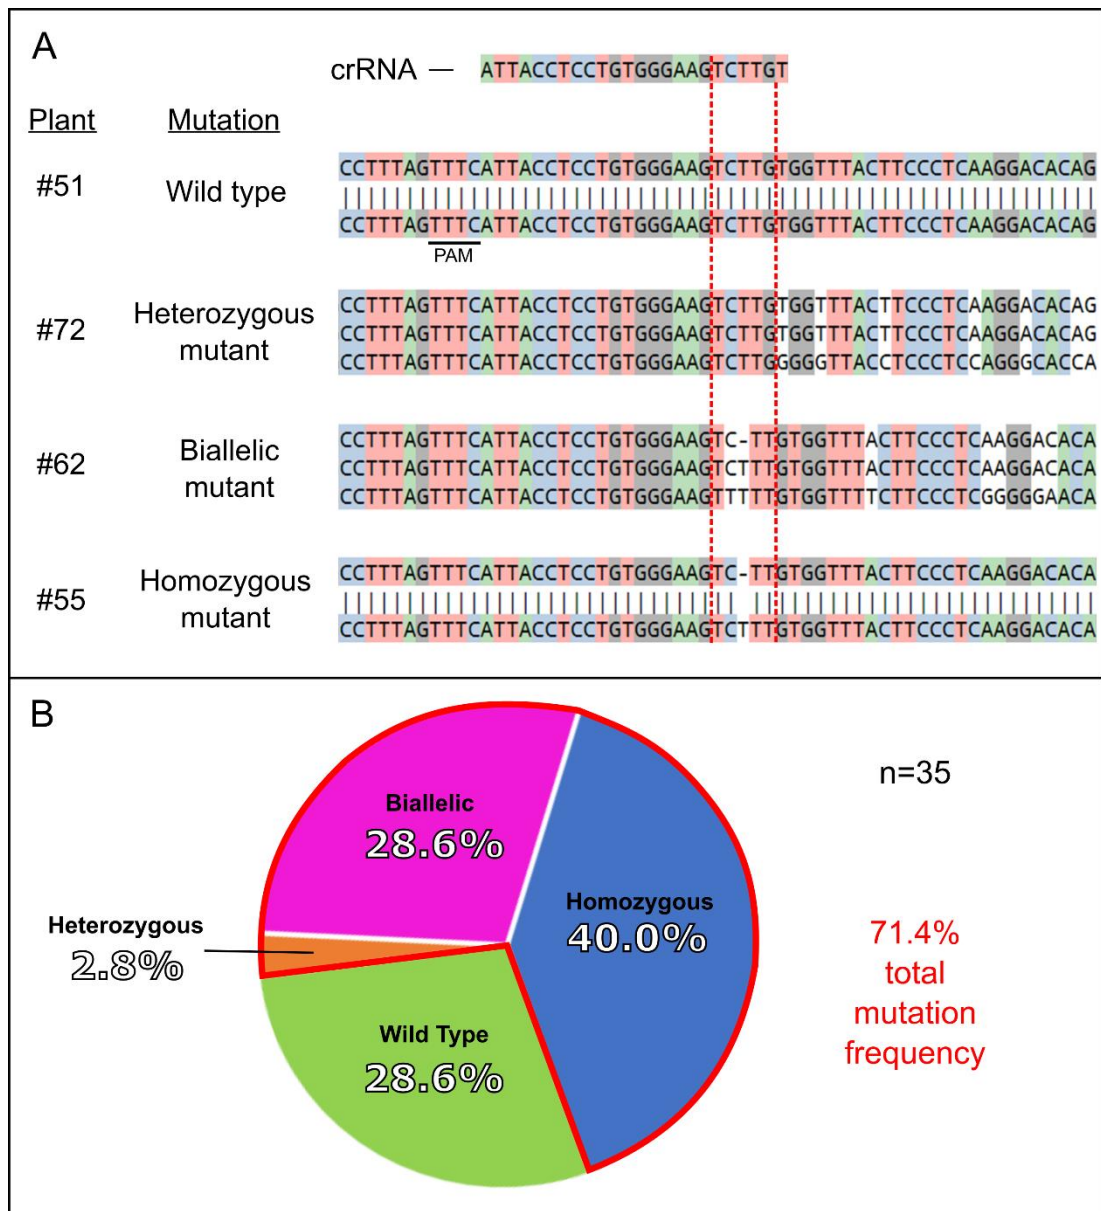 A
crRNA — ATTACCTCCTGTGGGAAGTCTTGT
Plant Mutation
#51
Wild type
CCTTTAGTTTCATTACCTCCTGTGGGAAGTCTTGTGGTTTACTTCCCTCAAGGACACAG
CCTTTAGTTTCATTACCTCCTGTGGGAAGTCTTGTGGTTTACTTCCCTCAAGGACACAG
PAM
#72
Heterozygous
mutant
CCTTTAGTTTCATTACCTCCTGTGGGAAGTCTTGTGGTTTACTTCCCTCAAGGACACAG
CCTTTAGTTTCATTACCTCCTGTGGGAAGTCTTGTGGTTTACTTCCCTCAAGGACACAG
CCTTTAGTTTCATTACCTCCTGTGGGAAGTCTTGGGGGTTACCTCCCTCCAGGGCACCA
#62
Biallelic
mutant
CCTTTAGTTTCATTACCTCCTGTGGGAAGTC-TTGTGGTTTACTTCCCTCAAGGACACA
CCTTTAGTTTCATTACCTCCTGTGGGAAGTCTTTGTGGTTTACTTCCCTCAAGGACACA
CCTTTAGTTTCATTACCTCCTGTGGGAAGTTTTTGTGGTTTTCTTCCCTCGGGGGAACA
#55
Homozygous
mutant
CCTTTAGTTTCATTACCTCCTGTGGGAAGTC-TTGTGGTTTACTTCCCTCAAGGACACA
CCTTTAGTTTCATTACCTCCTGTGGGAAGTCTTTGTGGTTTACTTCCCTCAAGGACACA
B
n=35
Biallelic
28.6%
Homozygous
40.0%
Heterozygous
2.8%
Wild Type
28.6%
71.4%
total
mutation
frequency